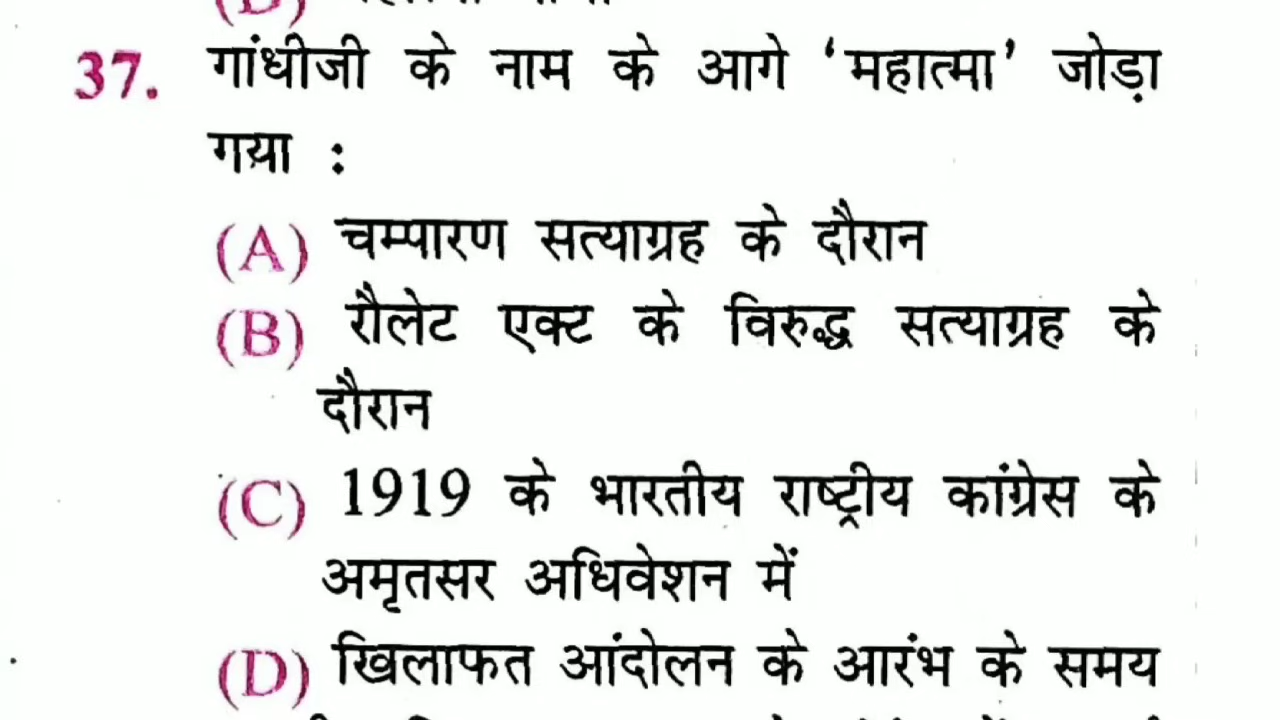 37. गांधीजी के नाम के आगे ‘महात्मा’ जोड़ा
गया :
(A) चम्पारण सत्याग्रह के दौरान
(B) रौलेट एक्ट के विरुद्ध सत्याग्रह के
दौरान
(C) 1919 के भारतीय राष्ट्रीय कांग्रेस के
अमृतसर अधिवेशन में
(D) खिलाफत आंदोलन के आरंभ के समय